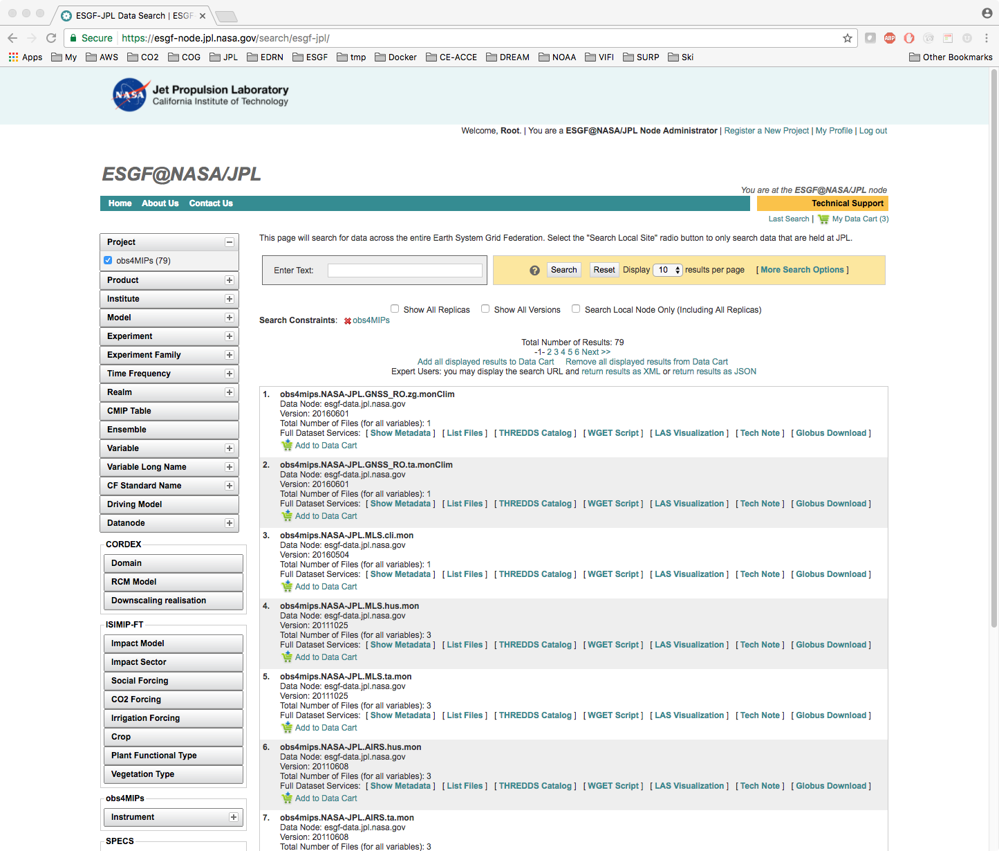 ESGF-JPL Data Search | ESGF-
Secure https://esgf-node.jpl.nasa.gov/search/esgf-jpl/
ABP
Apps My AWS CO2 COG JPL EDRN ESGF tmp Docker CE-ACCE DREAM NOAA VIFI SURP Ski Other Bookmarks
NASA
Jet Propulsion Laboratory
California Institute of Technology
Welcome, Root. | You are a ESGF@NASA/JPL Node Administrator | Register a New Project | My Profile | Log out
ESGF@NASA/JPL
You are at the ESGF@NASA/JPL node
Home About Us Contact Us
Technical Support
Last Search | My Data Cart (3)
Project
obs4MIPs (79)
Product
Institute
Model
Experiment
Experiment Family
Time Frequency
Realm
CMIP Table
Ensemble
Variable
Variable Long Name
CF Standard Name
Driving Model
Datanode
CORDEX
Domain
RCM Model
Downscaling realisation
ISIMIP-FT
Impact Model
Impact Sector
Social Forcing
CO2 Forcing
Irrigation Forcing
Crop
Plant Functional Type
Vegetation Type
obs4MIPs
Instrument
SPECS
This page will search for data across the entire Earth System Grid Federation. Select the "Search Local Site" radio button to only search data that are held at JPL.
Enter Text:
? Search Reset Display 10 results per page [ More Search Options ]
Show All Replicas Show All Versions Search Local Node Only (Including All Replicas)
Search Constraints: obs4MIPs
Total Number of Results: 79
-1- 2 3 4 5 6 Next >>
Add all displayed results to Data Cart Remove all displayed results from Data Cart
Expert Users: you may display the search URL and return results as XML or return results as JSON
1. obs4mips.NASA-JPL.GNSS_RO.zg.monClim
Data Node: esgf-data.jpl.nasa.gov
Version: 20160601
Total Number of Files (for all variables): 1
Full Dataset Services: [ Show Metadata ] [ List Files ] [ THREDDS Catalog ] [ WGET Script ] [ LAS Visualization ] [ Tech Note ] [ Globus Download ]
Add to Data Cart
2. obs4mips.NASA-JPL.GNSS_RO.ta.monClim
Data Node: esgf-data.jpl.nasa.gov
Version: 20160601
Total Number of Files (for all variables): 1
Full Dataset Services: [ Show Metadata ] [ List Files ] [ THREDDS Catalog ] [ WGET Script ] [ LAS Visualization ] [ Tech Note ] [ Globus Download ]
Add to Data Cart
3. obs4mips.NASA-JPL.MLS.cli.mon
Data Node: esgf-data.jpl.nasa.gov
Version: 20160504
Total Number of Files (for all variables): 1
Full Dataset Services: [ Show Metadata ] [ List Files ] [ THREDDS Catalog ] [ WGET Script ] [ LAS Visualization ] [ Tech Note ] [ Globus Download ]
Add to Data Cart
4. obs4mips.NASA-JPL.MLS.hus.mon
Data Node: esgf-data.jpl.nasa.gov
Version: 20111025
Total Number of Files (for all variables): 3
Full Dataset Services: [ Show Metadata ] [ List Files ] [ THREDDS Catalog ] [ WGET Script ] [ LAS Visualization ] [ Tech Note ] [ Globus Download ]
Add to Data Cart
5. obs4mips.NASA-JPL.MLS.ta.mon
Data Node: esgf-data.jpl.nasa.gov
Version: 20111025
Total Number of Files (for all variables): 3
Full Dataset Services: [ Show Metadata ] [ List Files ] [ THREDDS Catalog ] [ WGET Script ] [ LAS Visualization ] [ Tech Note ] [ Globus Download ]
Add to Data Cart
6. obs4mips.NASA-JPL.AIRS.hus.mon
Data Node: esgf-data.jpl.nasa.gov
Version: 20110608
Total Number of Files (for all variables): 3
Full Dataset Services: [ Show Metadata ] [ List Files ] [ THREDDS Catalog ] [ WGET Script ] [ LAS Visualization ] [ Tech Note ] [ Globus Download ]
Add to Data Cart
7. obs4mips.NASA-JPL.AIRS.ta.mon
Data Node: esgf-data.jpl.nasa.gov
Version: 20110608
Total Number of Files (for all variables): 3